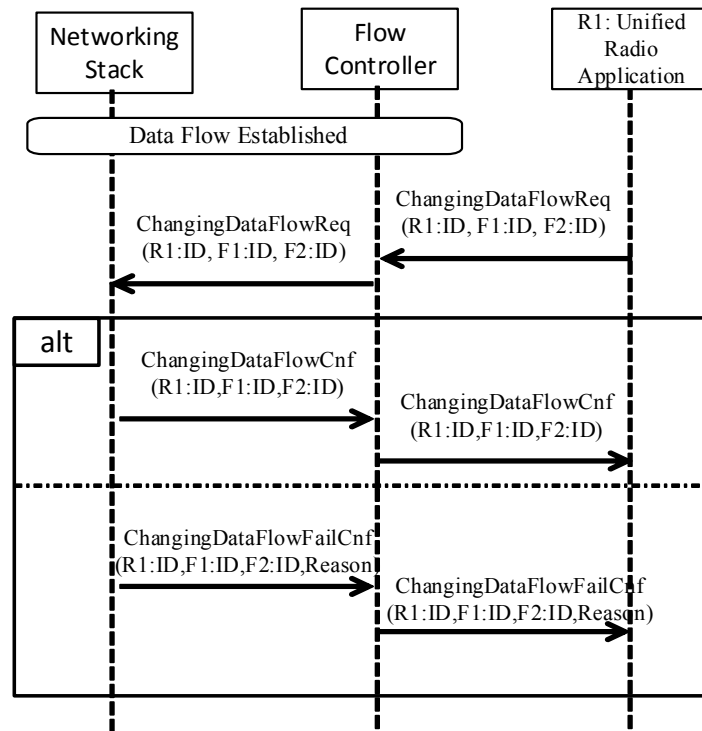 Networking
Stack
Flow
Controller
R1: Unified
Radio
Application
Data Flow Established
ChangingDataFlowReq
(R1:ID, F1:ID, F2:ID)
ChangingDataFlowReq
(R1:ID, F1:ID, F2:ID)
alt
ChangingDataFlowCnf
(R1:ID,F1:ID,F2:ID)
ChangingDataFlowCnf
(R1:ID,F1:ID,F2:ID)
ChangingDataFlowFailCnf
(R1:ID,F1:ID,F2:ID,Reason
ChangingDataFlowFailCnf
(R1:ID,F1:ID,F2:ID,Reason)